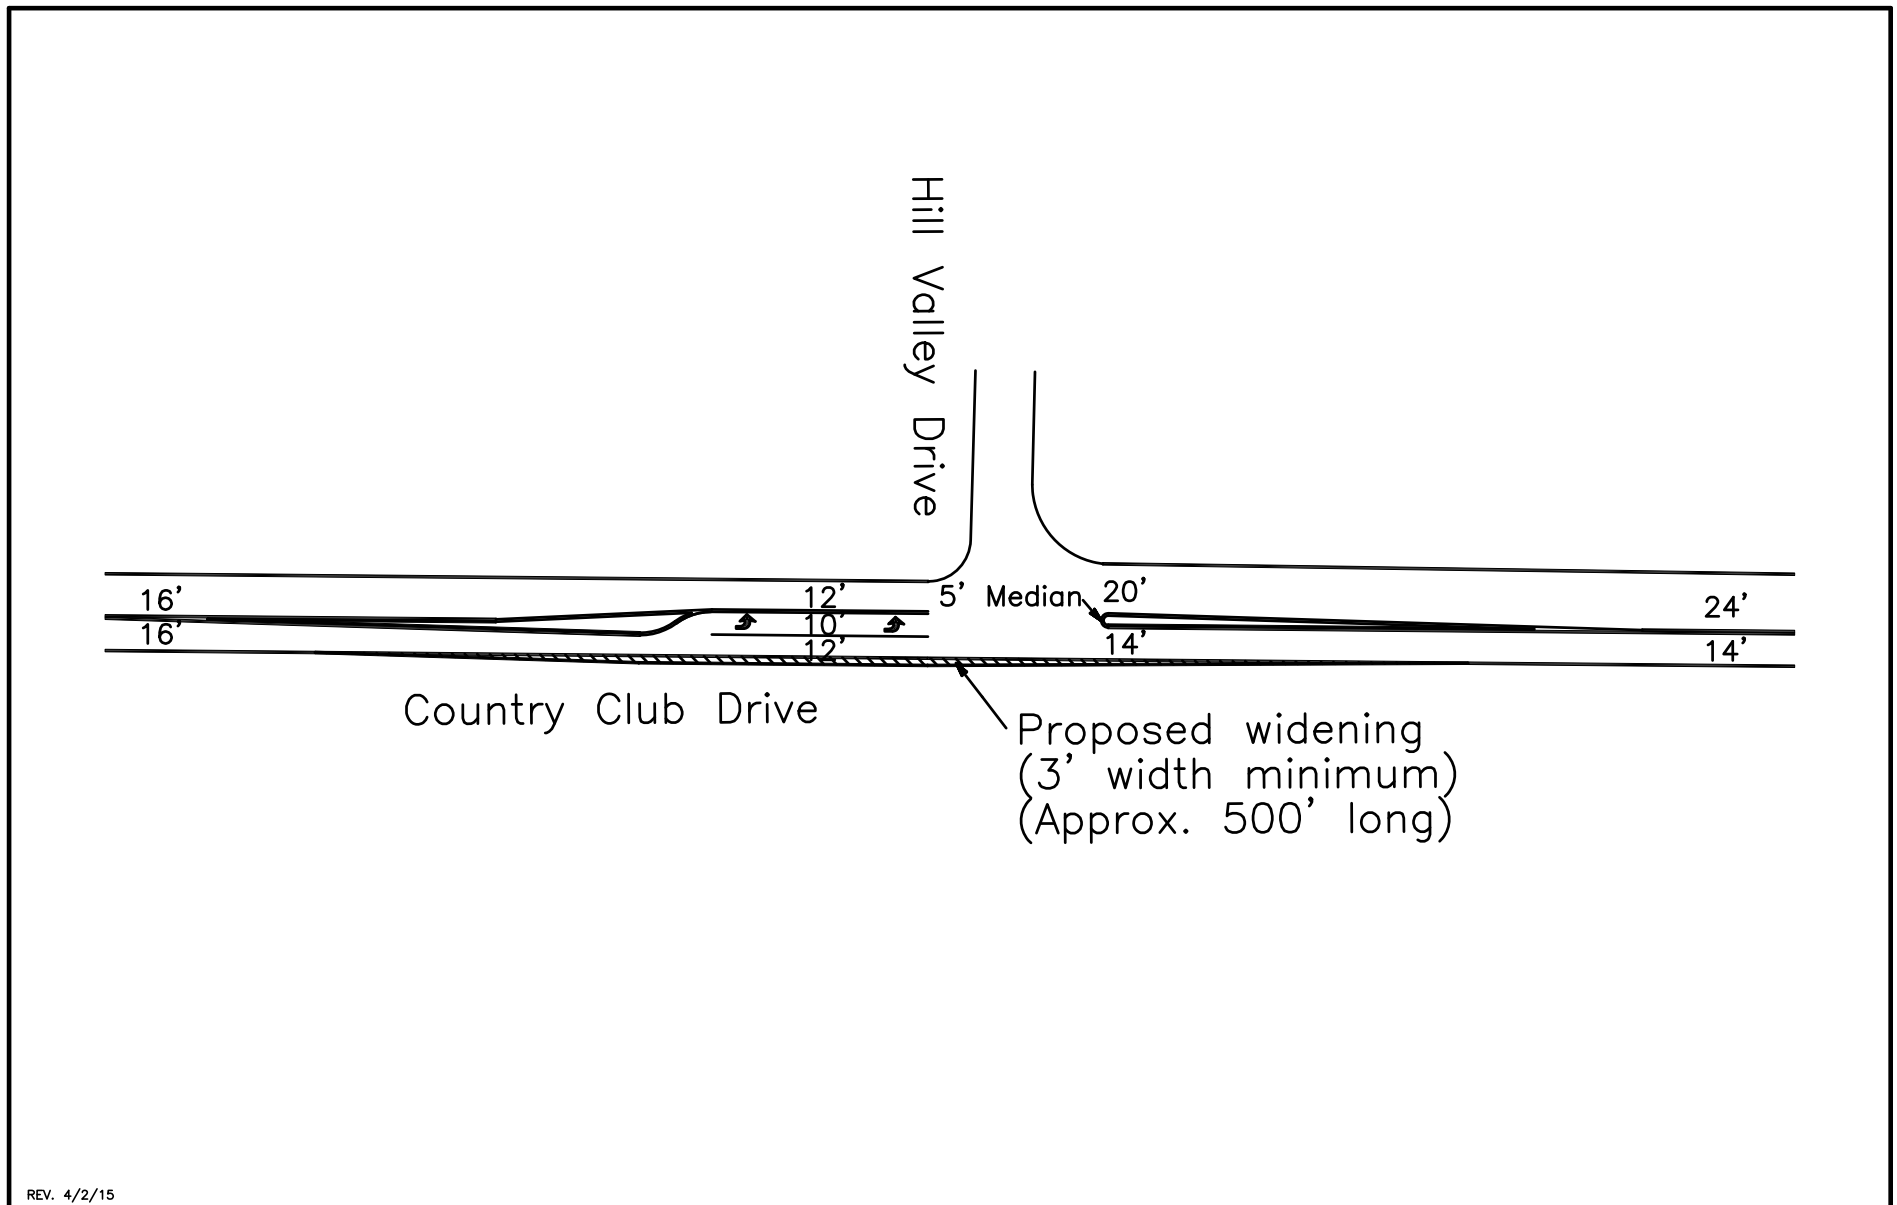 Hill Valley Drive
16'
16'
12'
10'
12'
5'
Median
20'
14'
24'
14'
Country Club Drive
Proposed widening
(3' width minimum)
(Approx. 500' long)
REV. 4/2/15